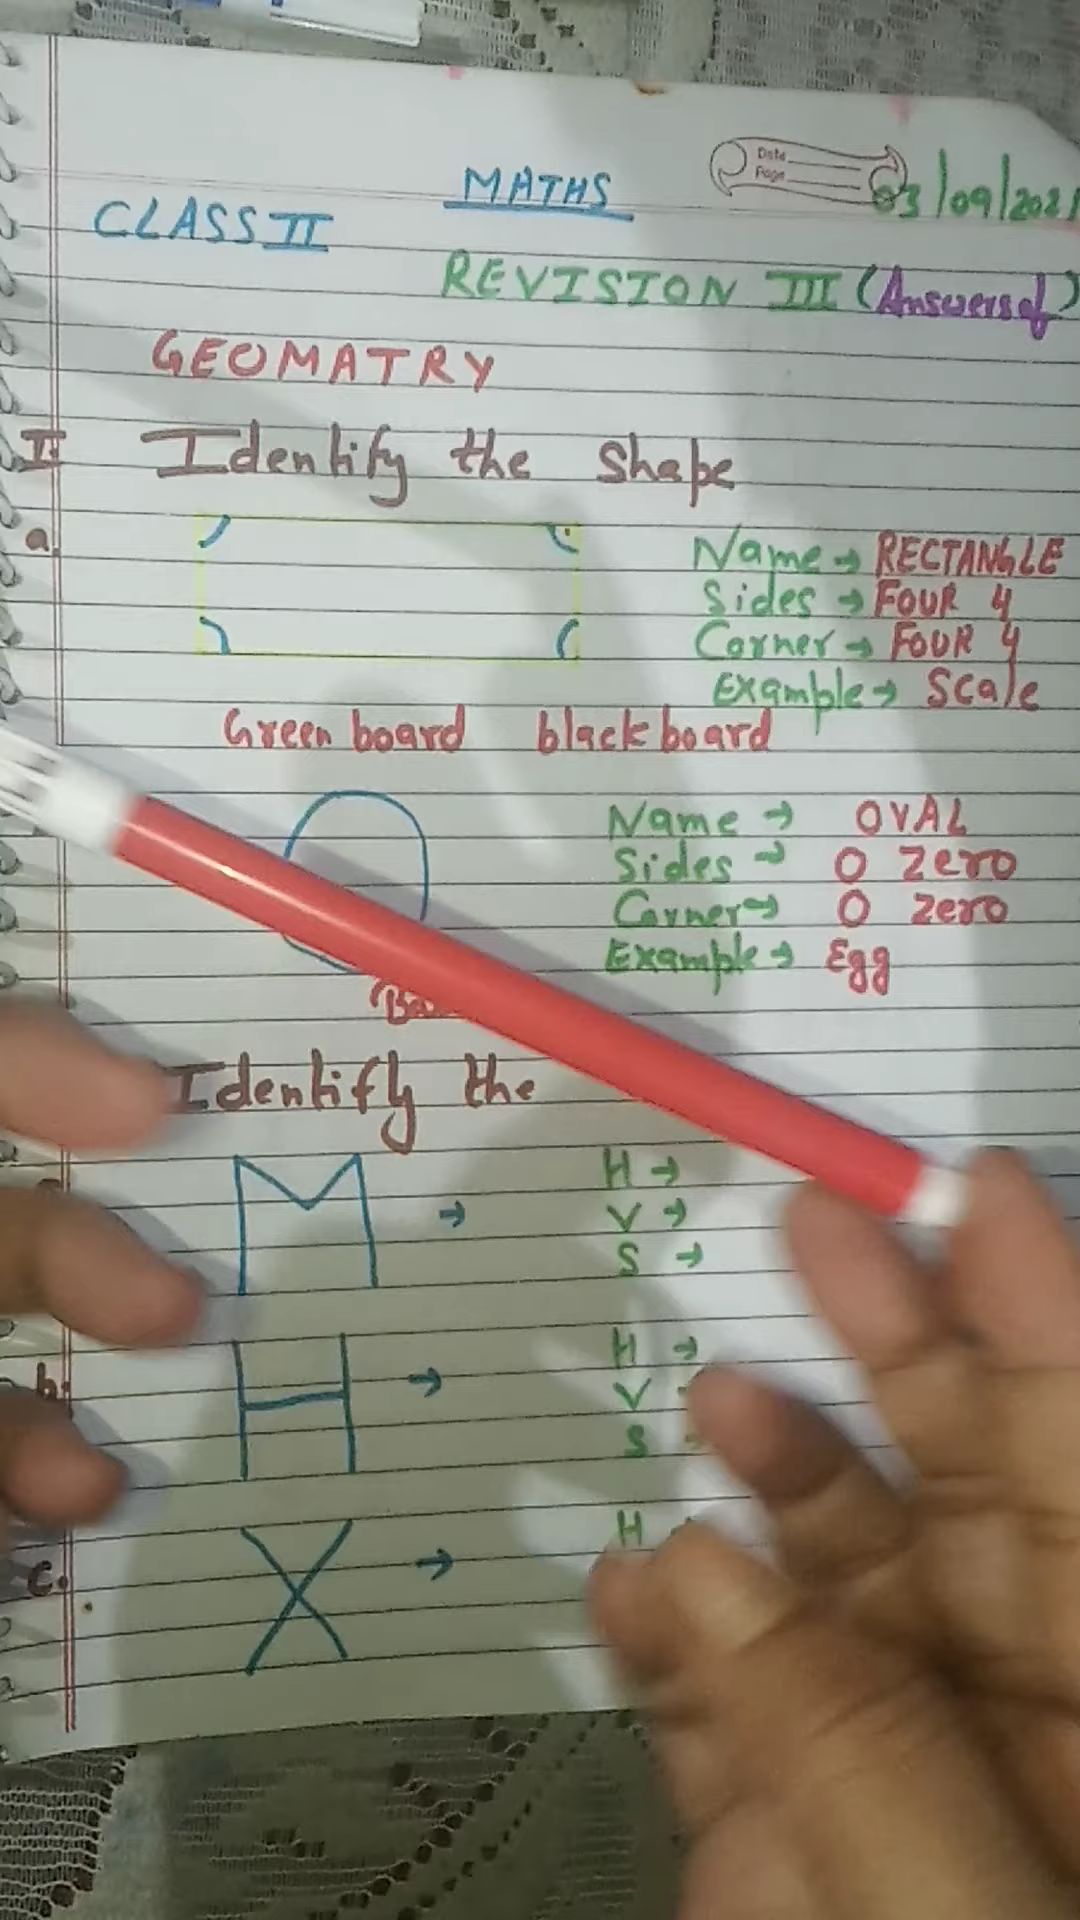 Date
Page
03/09/2021
MATHS
CLASS II
REVISION III (Answers of)
GEOMATRY
I. Identify the shape
a.
Name → RECTANGLE
Sides → FOUR 4
Corner → FOUR 4
Example → Scale
Green board black board
Name → OVAL
Sides → 0 zero
Corner → 0 zero
Example → Egg
Identifly the
M → H →
V →
S →
b. H → H →
V
S
c. X → H